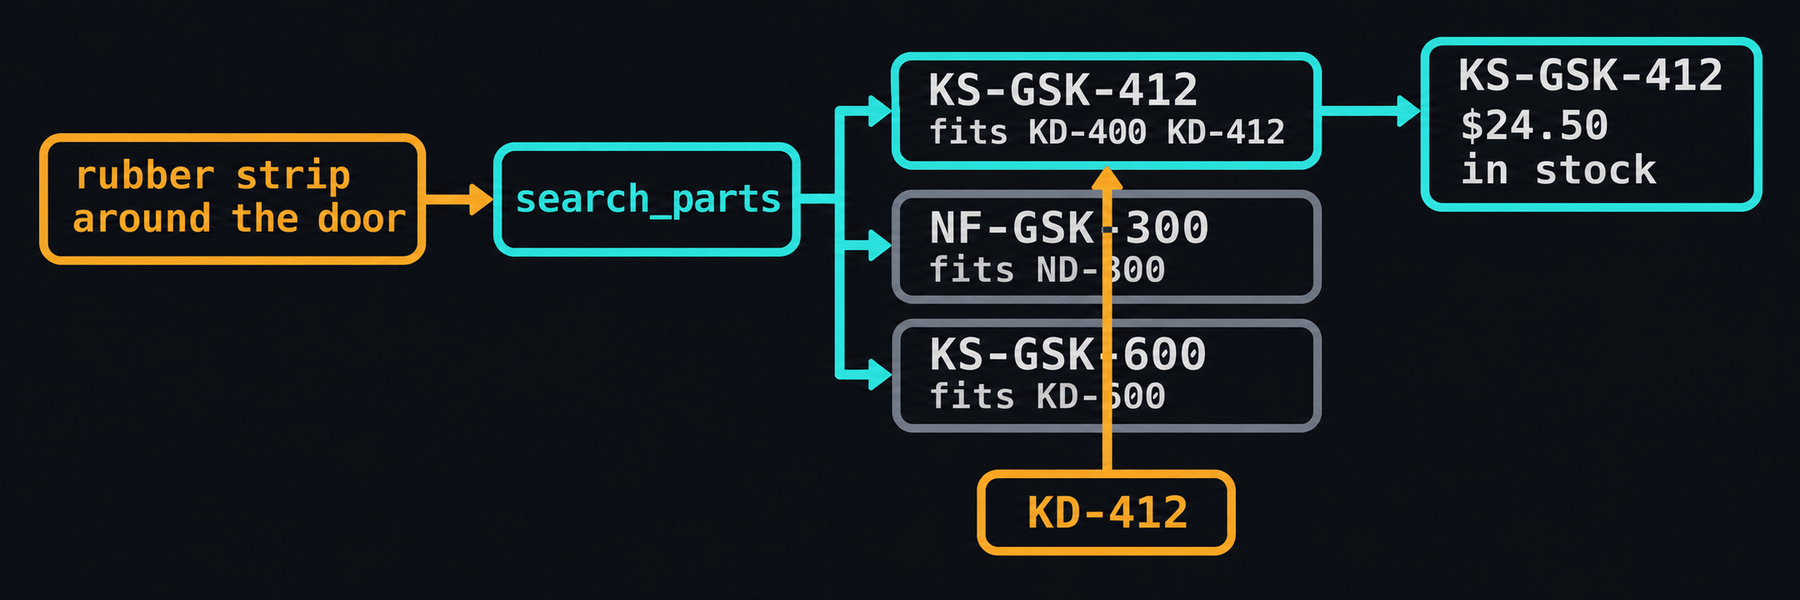 rubber strip
around the door
search_parts
KS-GSK-412
fits KD-400 KD-412
NF-GSK-300
fits ND-300
KS-GSK-600
fits KD-600
KS-GSK-412
$24.50
in stock
KD-412